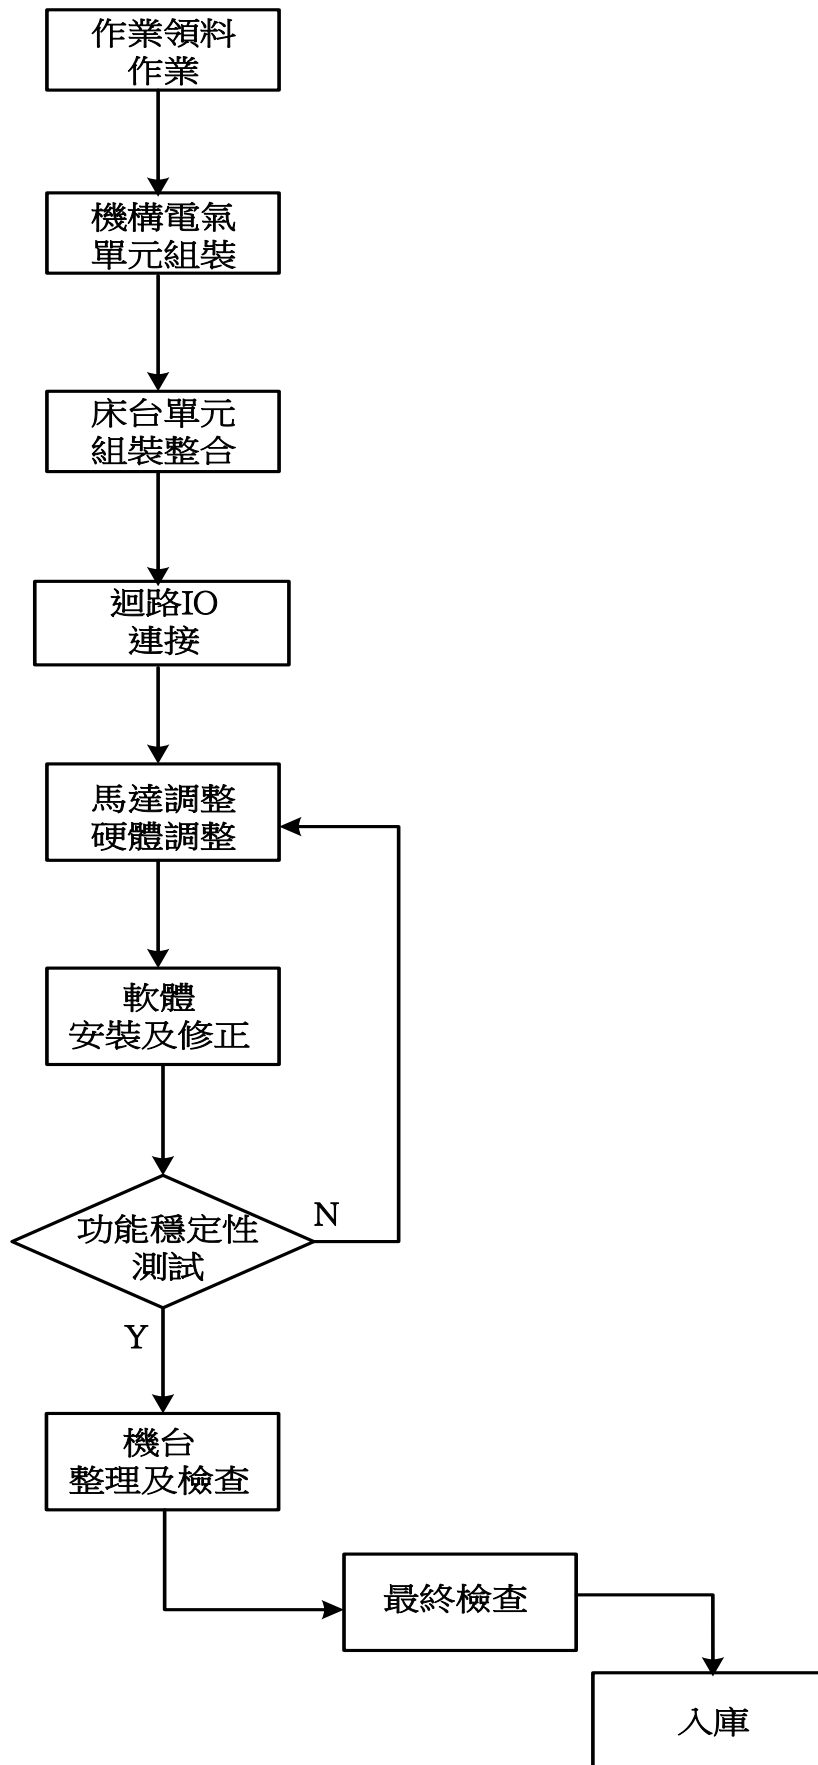 作業領料
作業
機構電氣
單元組裝
床台單元
組裝整合
迴路IO
連接
馬達調整
硬體調整
軟體
安裝及修正
功能穩定性
測試
N
Y
機台
整理及檢查
最終檢查
入庫